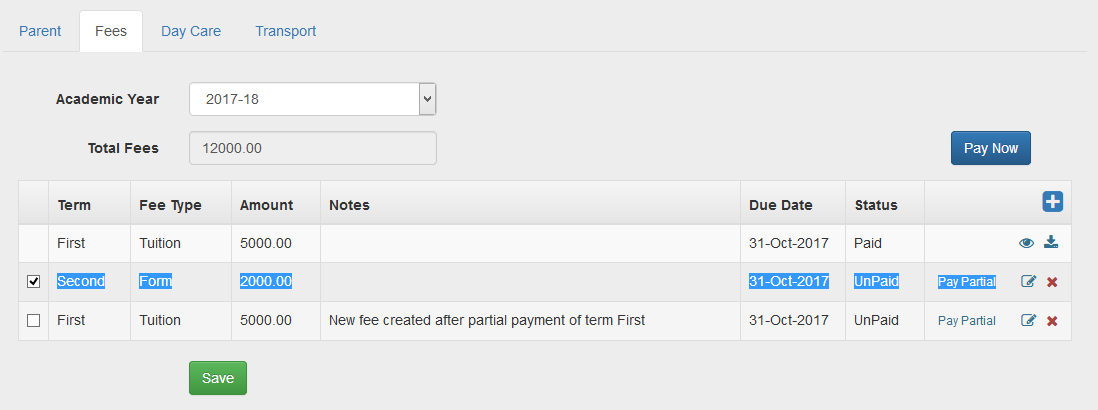 Parent Fees Day Care Transport
Academic Year 2017-18
Total Fees 12000.00 Pay Now
Term Fee Type Amount Notes Due Date Status
First Tuition 5000.00 31-Oct-2017 Paid
Second Form 2000.00 31-Oct-2017 UnPaid Pay Partial
First Tuition 5000.00 New fee created after partial payment of term First 31-Oct-2017 UnPaid Pay Partial
Save